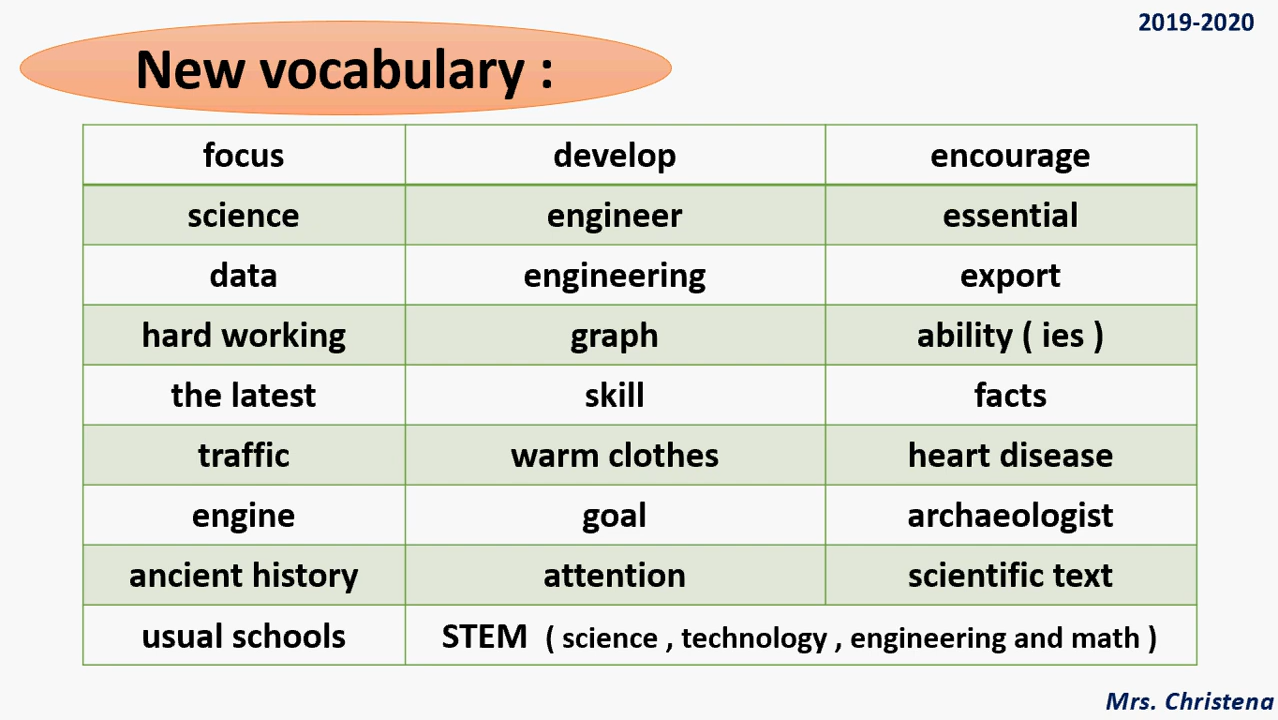 2019-2020
New vocabulary :
focus develop encourage
science engineer essential
data engineering export
hard working graph ability ( ies )
the latest skill facts
traffic warm clothes heart disease
engine goal archaeologist
ancient history attention scientific text
usual schools STEM ( science , technology , engineering and math )
Mrs. Christena